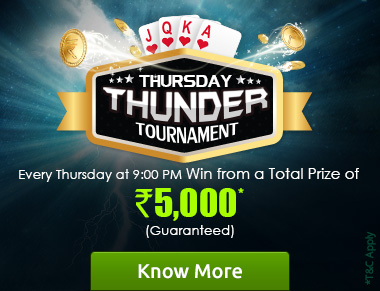 J Q K A
THURSDAY
THUNDER
TOURNAMENT
Every Thursday at 9:00 PM Win from a Total Prize of
₹5,000*
(Guaranteed)
Know More
*T&C Apply